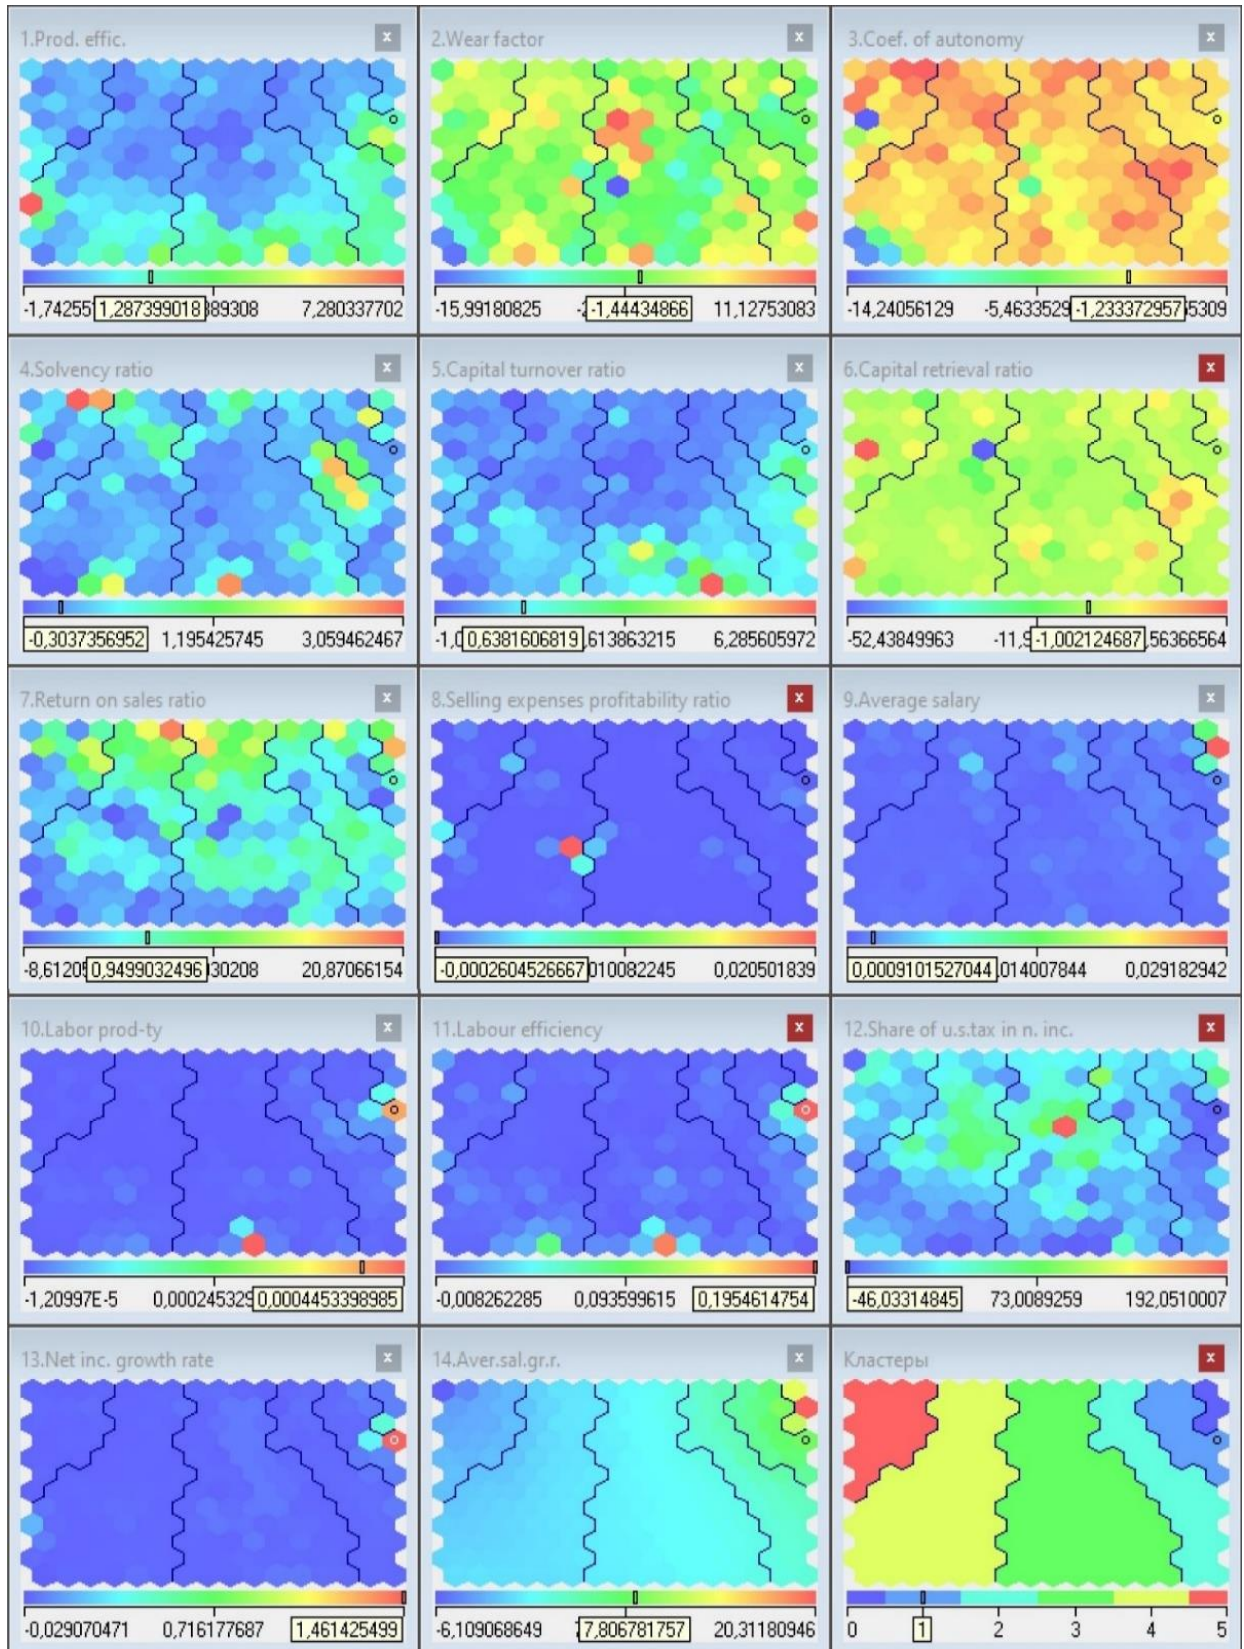 1.Prod. effic. x
2.Wear factor x
3.Coef. of autonomy x
-1,74255 1,287399018 389308 7,280337702
-15,99180825 -1,44434866 11,12753083
-14,24056129 -5,4633529 -1,233372957 5309
4.Solvency ratio x
5.Capital turnover ratio x
6.Capital retrieval ratio x
-0,3037356952 1,195425745 3,059462467
-1,0 0,6381606819 ,613863215 6,285605972
-52,43849963 -11,9 -1,002124687 ,56366564
7.Return on sales ratio x
8.Selling expenses profitability ratio x
9.Average salary x
-8,61205 0,9499032496 30208 20,87066154
-0,0002604526667 010082245 0,020501839
0,0009101527044 ,014007844 0,029182942
10.Labor prod-ty x
11.Labour efficiency x
12.Share of u.s.tax in n. inc. x
-1,20997E-5 0,000245329 0,0004453398985
-0,008262285 0,093599615 0,1954614754
-46,03314845 73,0089259 192,0510007
13.Net inc. growth rate x
14.Aver.sal.gr.r. x
Кластеры x
-0,029070471 0,716177687 1,461425499
-6,109068649 7,806781757 20,31180946
0 1 2 3 4 5